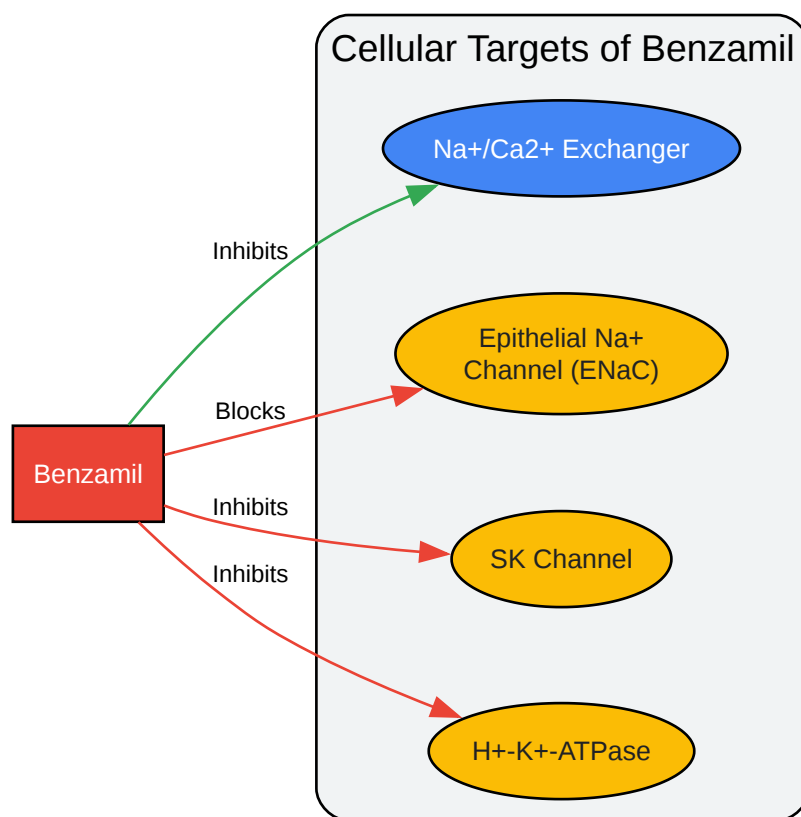 Cellular Targets of Benzamil
Na+/Ca2+ Exchanger
Inhibits
Epithelial Na+
Channel (ENaC)
Blocks
Benzamil
Inhibits
SK Channel
Inhibits
H+-K+-ATPase